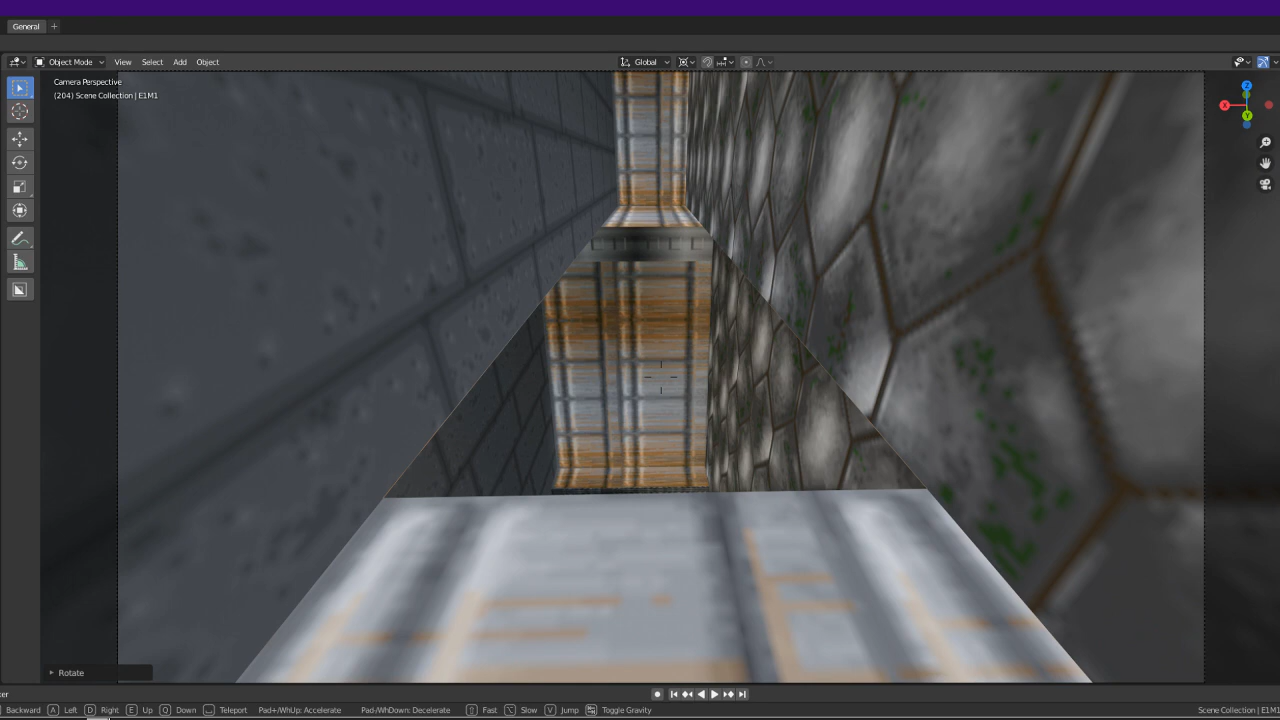 General +
Object Mode View Select Add Object Global
Camera Perspective
(204) Scene Collection | E1M1
X Z Y
Rotate
Backward A Left D Right E Up Q Down Teleport Pad+/WhUp: Accelerate Pad-/WhDown: Decelerate Fast Slow V Jump Toggle Gravity Scene Collection | E1M1